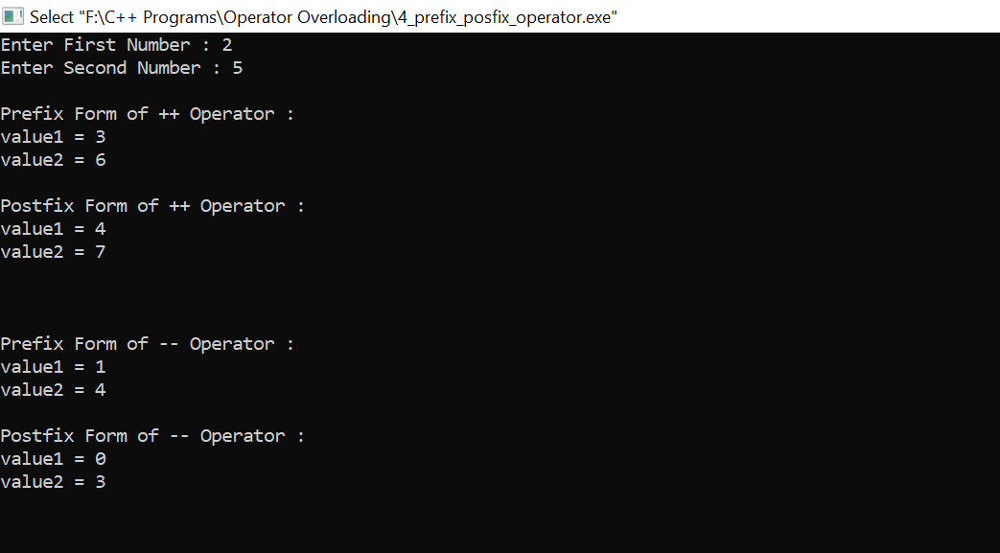 Select "F:\C++ Programs\Operator Overloading\4_prefix_posfix_operator.exe"
Enter First Number : 2
Enter Second Number : 5
Prefix Form of ++ Operator :
value1 = 3
value2 = 6
Postfix Form of ++ Operator :
value1 = 4
value2 = 7
Prefix Form of -- Operator :
value1 = 1
value2 = 4
Postfix Form of -- Operator :
value1 = 0
value2 = 3